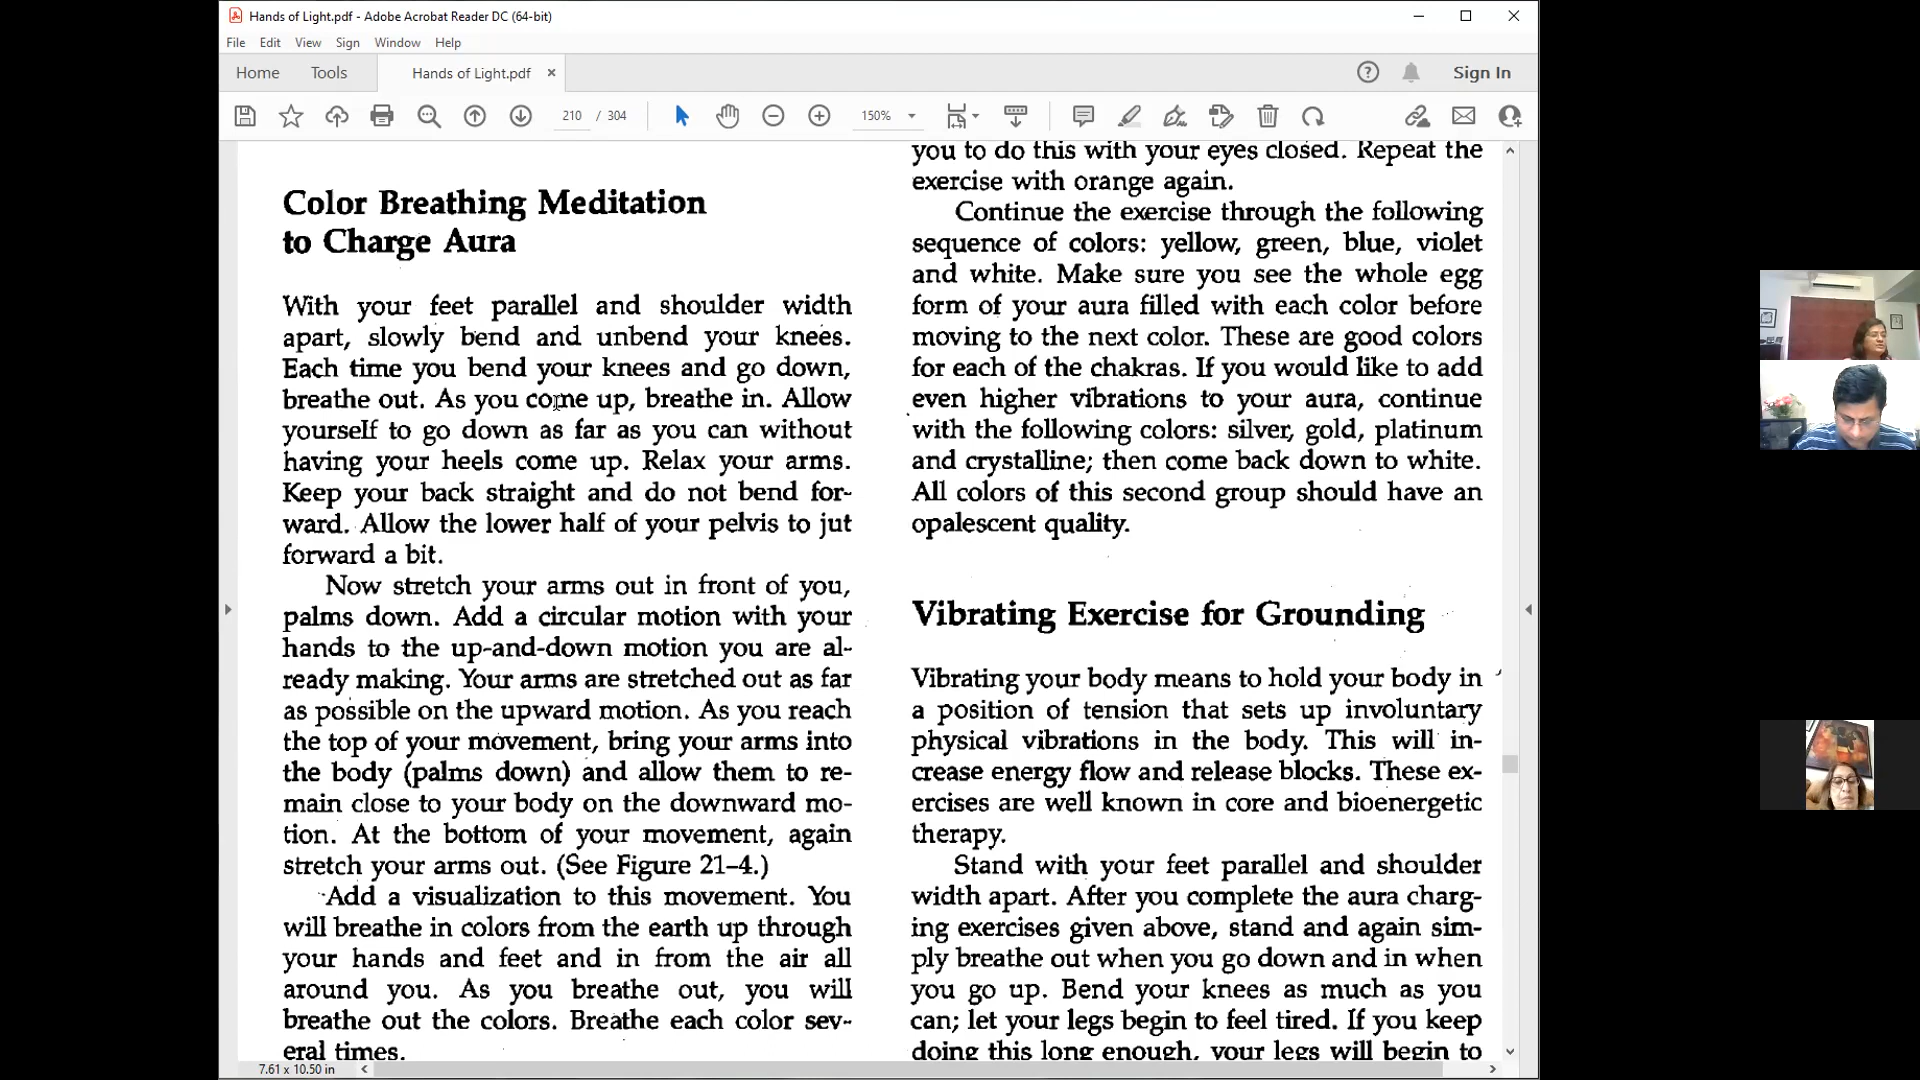 Hands of Light.pdf - Adobe Acrobat Reader DC (64-bit)
File Edit View Sign Window Help
Home Tools Hands of Light.pdf Sign In
210 / 304 150%
Color Breathing Meditation
to Charge Aura
With your feet parallel and shoulder width
apart, slowly bend and unbend your knees.
Each time you bend your knees and go down,
breathe out. As you come up, breathe in. Allow
yourself to go down as far as you can without
having your heels come up. Relax your arms.
Keep your back straight and do not bend for-
ward. Allow the lower half of your pelvis to jut
forward a bit.
Now stretch your arms out in front of you,
palms down. Add a circular motion with your
hands to the up-and-down motion you are al-
ready making. Your arms are stretched out as far
as possible on the upward motion. As you reach
the top of your movement, bring your arms into
the body (palms down) and allow them to re-
main close to your body on the downward mo-
tion. At the bottom of your movement, again
stretch your arms out. (See Figure 21–4.)
Add a visualization to this movement. You
will breathe in colors from the earth up through
your hands and feet and in from the air all
around you. As you breathe out, you will
breathe out the colors. Breathe each color sev-
eral times.
you to do this with your eyes closed. Repeat the
exercise with orange again.
Continue the exercise through the following
sequence of colors: yellow, green, blue, violet
and white. Make sure you see the whole egg
form of your aura filled with each color before
moving to the next color. These are good colors
for each of the chakras. If you would like to add
even higher vibrations to your aura, continue
with the following colors: silver, gold, platinum
and crystalline; then come back down to white.
All colors of this second group should have an
opalescent quality.
Vibrating Exercise for Grounding
Vibrating your body means to hold your body in
a position of tension that sets up involuntary
physical vibrations in the body. This will in-
crease energy flow and release blocks. These ex-
ercises are well known in core and bioenergetic
therapy.
Stand with your feet parallel and shoulder
width apart. After you complete the aura charg-
ing exercises given above, stand and again sim-
ply breathe out when you go down and in when
you go up. Bend your knees as much as you
can; let your legs begin to feel tired. If you keep
doing this long enough, your legs will begin to
7.61 x 10.50 in